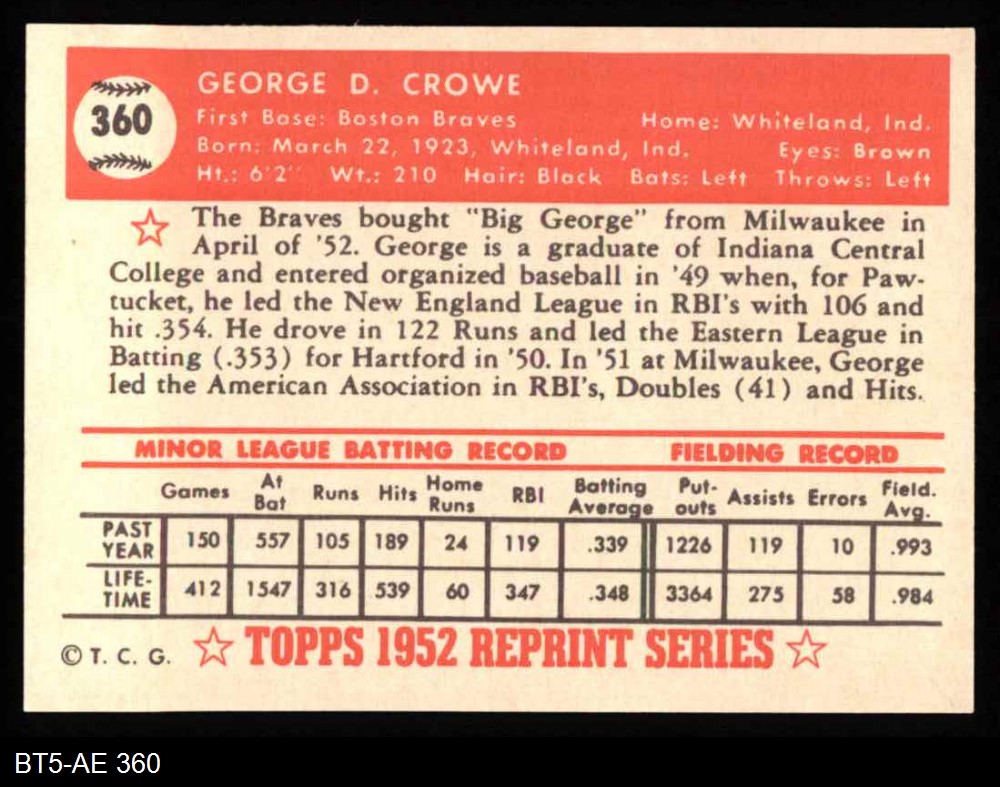 360
GEORGE D. CROWE
First Base: Boston Braves Home: Whiteland, Ind.
Born: March 22, 1923, Whiteland, Ind. Eyes: Brown
Ht.: 6'2" Wt.: 210 Hair: Black Bats: Left Throws: Left
The Braves bought "Big George" from Milwaukee in
April of '52. George is a graduate of Indiana Central
College and entered organized baseball in '49 when, for Paw-
tucket, he led the New England League in RBI's with 106 and
hit .354. He drove in 122 Runs and led the Eastern League in
Batting (.353) for Hartford in '50. In '51 at Milwaukee, George
led the American Association in RBI's, Doubles (41) and Hits.
MINOR LEAGUE BATTING RECORD FIELDING RECORD
Games At Bat Runs Hits Home Runs RBI Batting Average Put-outs Assists Errors Field. Avg.
PAST YEAR 150 557 105 189 24 119 .339 1226 119 10 .993
LIFE-TIME 412 1547 316 539 60 347 .348 3364 275 58 .984
© T. C. G. TOPPS 1952 REPRINT SERIES
BT5-AE 360